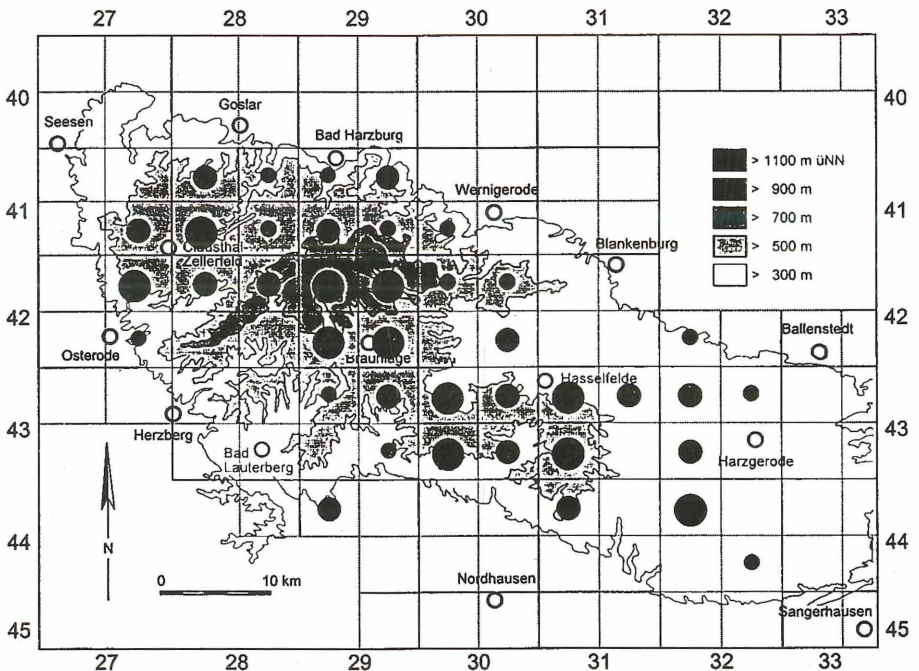 27 28 29 30 31 32 33
40 40
Goslar
Seesen
Bad Harzburg
> 1100 m üNN
Wernigerode
> 900 m
41 41
> 700 m
Clausthal-
Zellerfeld
Blankenburg
> 500 m
> 300 m
42 42
Osterode
Braunlage
Ballenstedt
Hasselfelde
43 43
Herzberg
Bad
Lauterberg
Harzgerode
44 44
N
0 10 km
Nordhausen
Sangerhausen
45 45
27 28 29 30 31 32 33